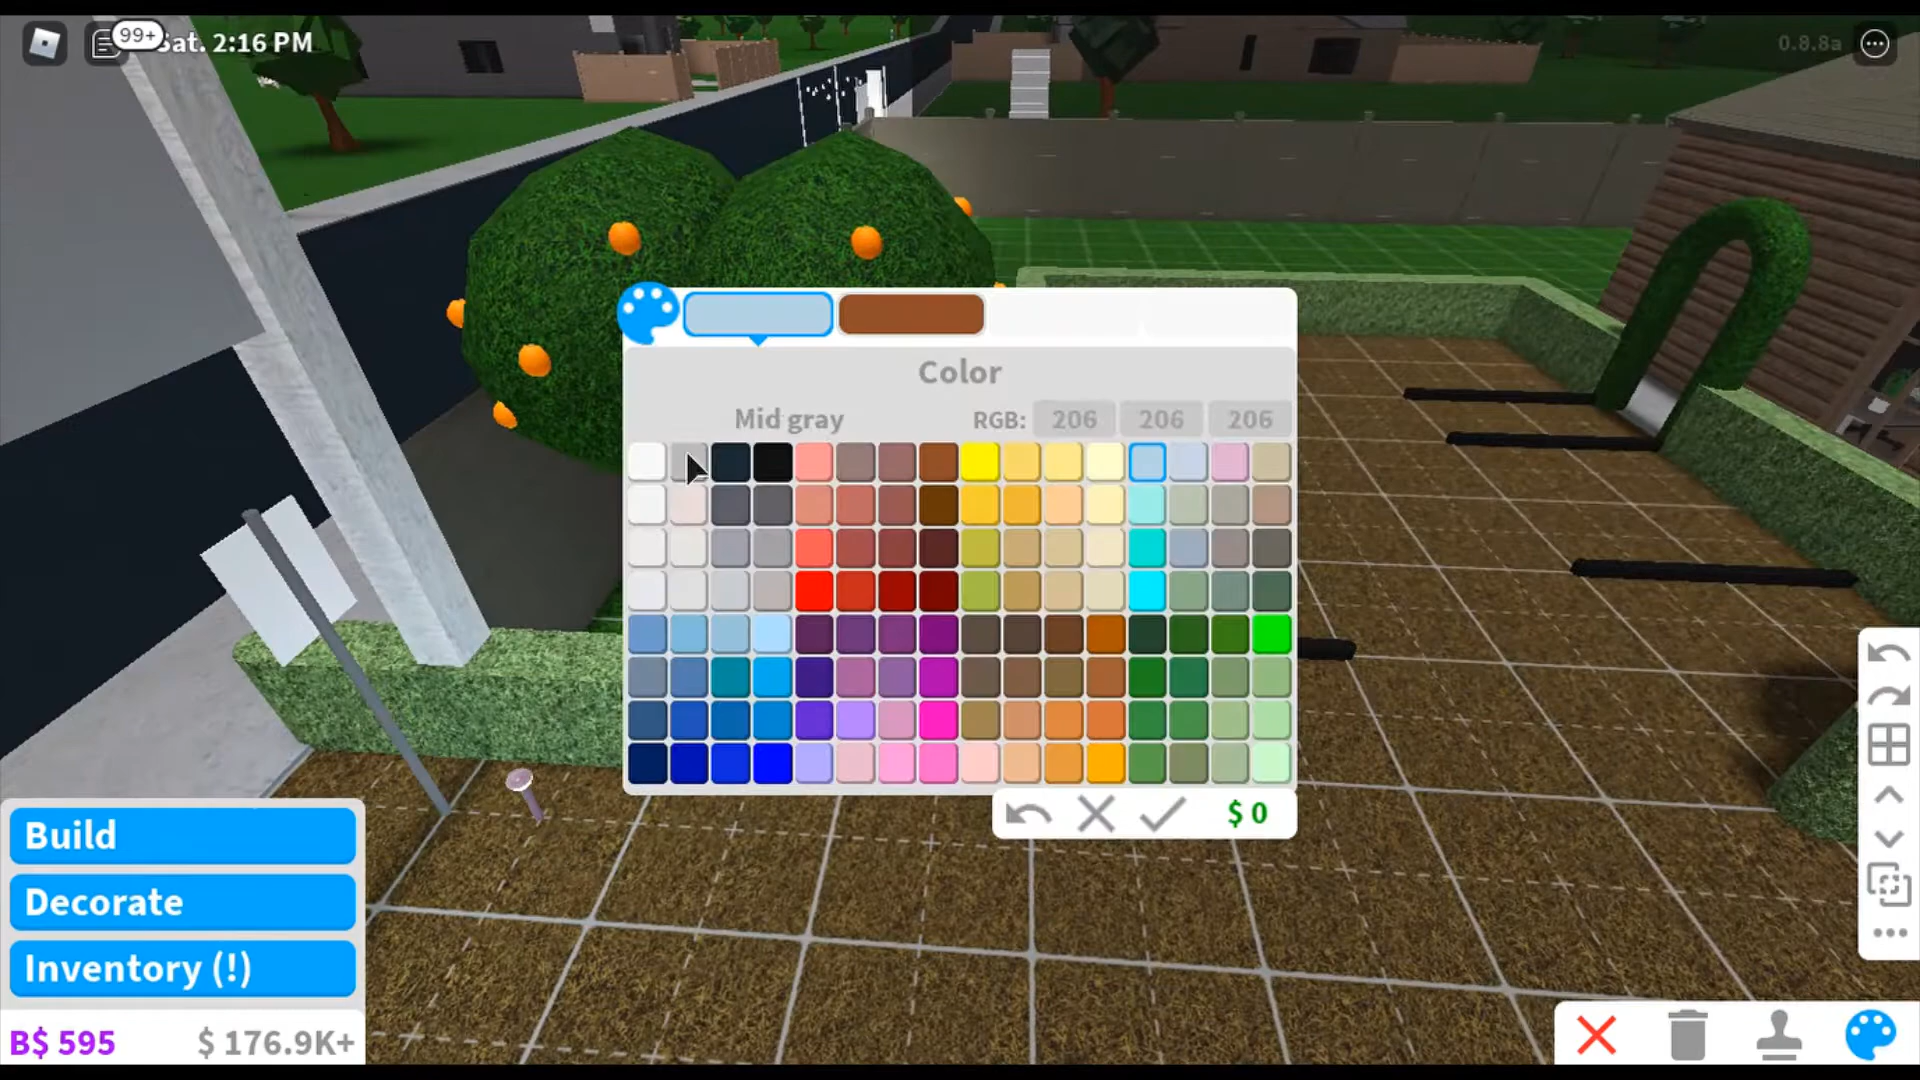 99+
Sat. 2:16 PM
0.8.8a
Color
Mid gray
RGB: 206 206 206
$ 0
Build
Decorate
Inventory (!)
B$ 595
$ 176.9K+